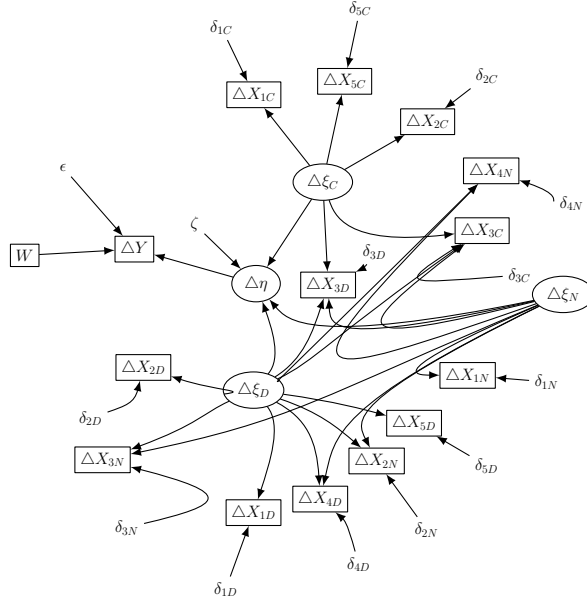 δ5C
δ1C
δ2C
△X5C
△X1C
△X2C
ϵ
△X4N
△ξC
δ4N
ζ
△X3C
W
△Y
δ3D
δ3C
△η
△X3D
△ξN
△X2D
△X1N
δ1N
△ξD
δ2D
△X5D
△X3N
△X2N
δ5D
△X4D
△X1D
δ3N
δ2N
δ4D
δ1D